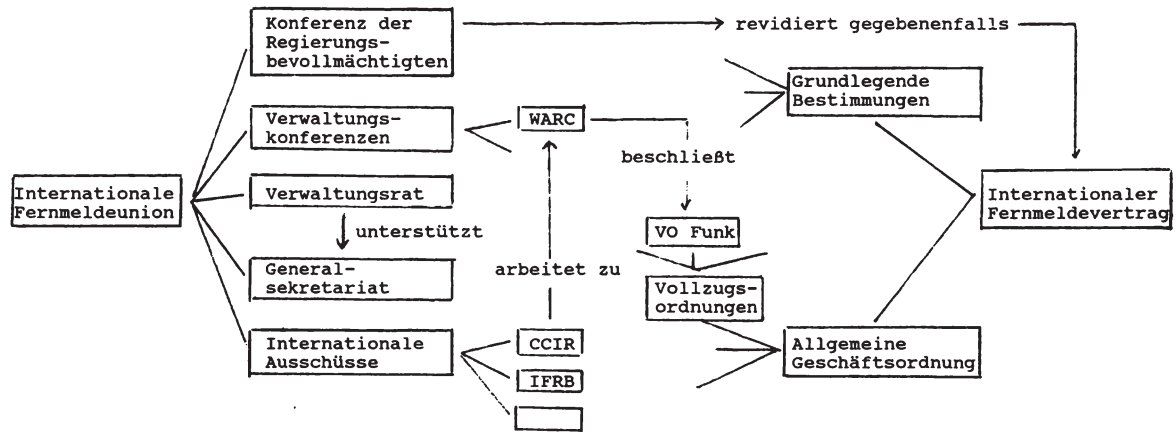 Konferenz der
Regierungs-
bevollmächtigten
revidiert gegebenenfalls
Verwaltungs-
konferenzen
WARC
beschließt
Grundlegende
Bestimmungen
Internationale
Fernmeldeunion
Verwaltungsrat
unterstützt
General-
sekretariat
arbeitet zu
VO Funk
Vollzugs-
ordnungen
Internationaler
Fernmeldevertrag
Internationale
Ausschüsse
CCIR
IFRB
Allgemeine
Geschäftsordnung